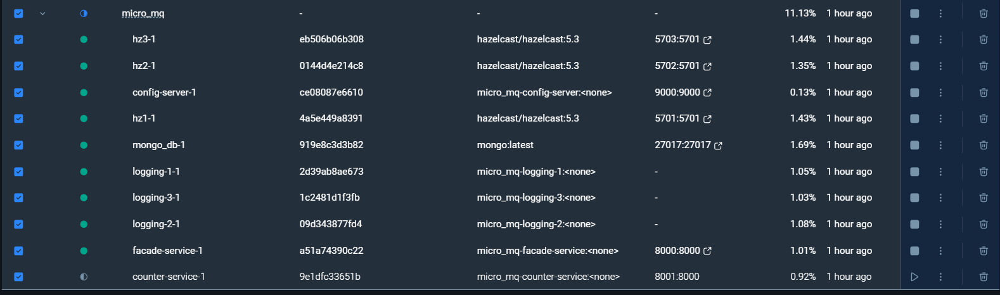 micro_mq - - - 11.13% 1 hour ago
hz3-1 eb506b06b308 hazelcast/hazelcast:5.3 5703:5701 1.44% 1 hour ago
hz2-1 0144d4e214c8 hazelcast/hazelcast:5.3 5702:5701 1.35% 1 hour ago
config-server-1 ce08087e6610 micro_mq-config-server:<none> 9000:9000 0.13% 1 hour ago
hz1-1 4a5e449a8391 hazelcast/hazelcast:5.3 5701:5701 1.43% 1 hour ago
mongo_db-1 919e8c3d3b82 mongo:latest 27017:27017 1.69% 1 hour ago
logging-1-1 2d39ab8ae673 micro_mq-logging-1:<none> - 1.05% 1 hour ago
logging-3-1 1c2481d1f3fb micro_mq-logging-3:<none> - 1.03% 1 hour ago
logging-2-1 09d343877fd4 micro_mq-logging-2:<none> - 1.08% 1 hour ago
facade-service-1 a51a74390c22 micro_mq-facade-service:<none> 8000:8000 1.01% 1 hour ago
counter-service-1 9e1dfc33651b micro_mq-counter-service:<none> 8001:8000 0.92% 1 hour ago